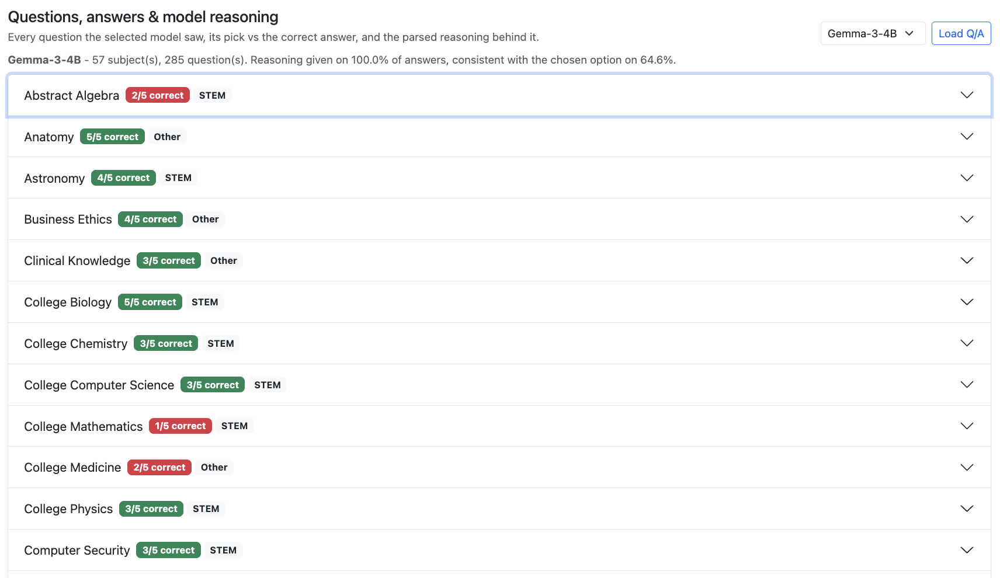 Questions, answers & model reasoning
Every question the selected model saw, its pick vs the correct answer, and the parsed reasoning behind it.
Gemma-3-4B
Load Q/A
Gemma-3-4B - 57 subject(s), 285 question(s). Reasoning given on 100.0% of answers, consistent with the chosen option on 64.6%.
Abstract Algebra 2/5 correct STEM
Anatomy 5/5 correct Other
Astronomy 4/5 correct STEM
Business Ethics 4/5 correct Other
Clinical Knowledge 3/5 correct Other
College Biology 5/5 correct STEM
College Chemistry 3/5 correct STEM
College Computer Science 3/5 correct STEM
College Mathematics 1/5 correct STEM
College Medicine 2/5 correct Other
College Physics 3/5 correct STEM
Computer Security 3/5 correct STEM